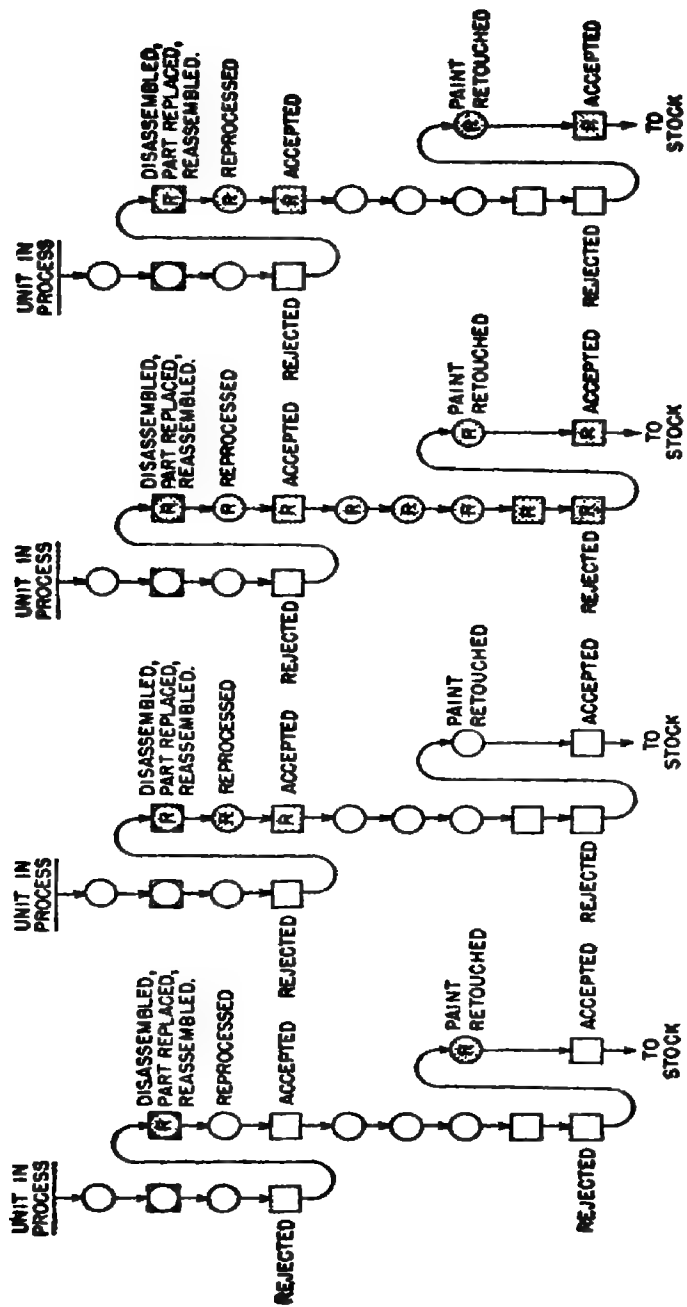 UNIT IN
PROCESS
REJECTED
DISASSEMBLED,
PART REPLACED,
REASSEMBLED.
R
REPROCESSED
ACCEPTED
REJECTED
PAINT
RETOUCHED
R
ACCEPTED
TO
STOCK
UNIT IN
PROCESS
REJECTED
DISASSEMBLED,
PART REPLACED,
REASSEMBLED.
R
REPROCESSED
R
ACCEPTED
R
REJECTED
PAINT
RETOUCHED
ACCEPTED
TO
STOCK
UNIT IN
PROCESS
REJECTED
DISASSEMBLED,
PART REPLACED,
REASSEMBLED.
R
REPROCESSED
R
ACCEPTED
R
R
R
R
R
R
REJECTED
PAINT
RETOUCHED
R
ACCEPTED
R
TO
STOCK
UNIT IN
PROCESS
REJECTED
DISASSEMBLED,
PART REPLACED,
REASSEMBLED.
R
REPROCESSED
R
ACCEPTED
R
REJECTED
PAINT
RETOUCHED
R
ACCEPTED
R
TO
STOCK